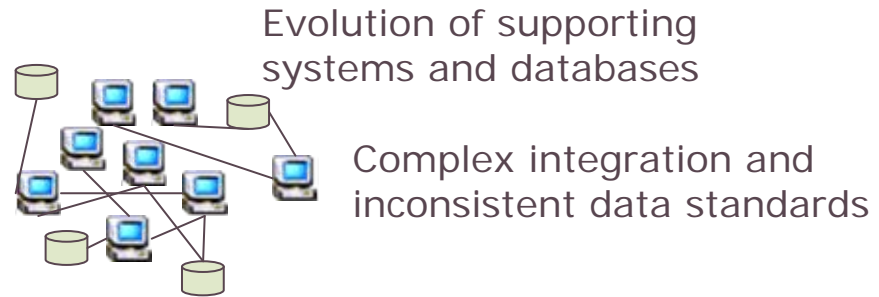 Evolution of supporting
systems and databases
Complex integration and
inconsistent data standards